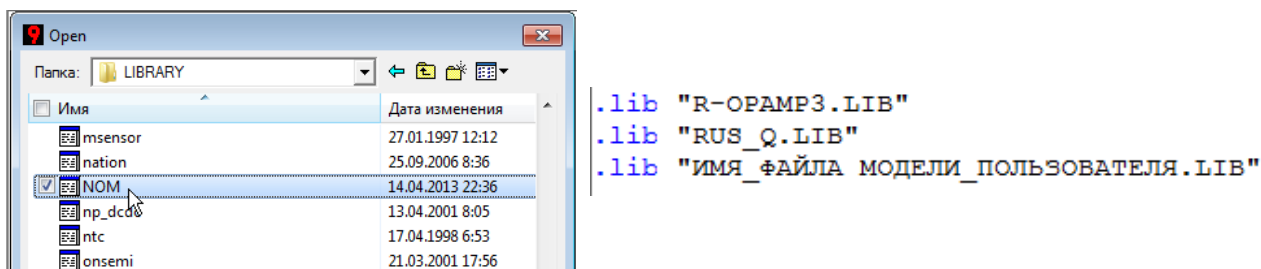 Open
Папка: LIBRARY
Имя Дата изменения
msensor 27.01.1997 12:12
nation 25.09.2006 8:36
NOM 14.04.2013 22:36
np_dcdc 13.04.2001 8:05
ntc 17.04.1998 6:53
onsemi 21.03.2001 17:56
.lib "R-OPAMP3.LIB"
.lib "RUS_Q.LIB"
.lib "ИМЯ_ФАЙЛА МОДЕЛИ_ПОЛЬЗОВАТЕЛЯ.LIB"